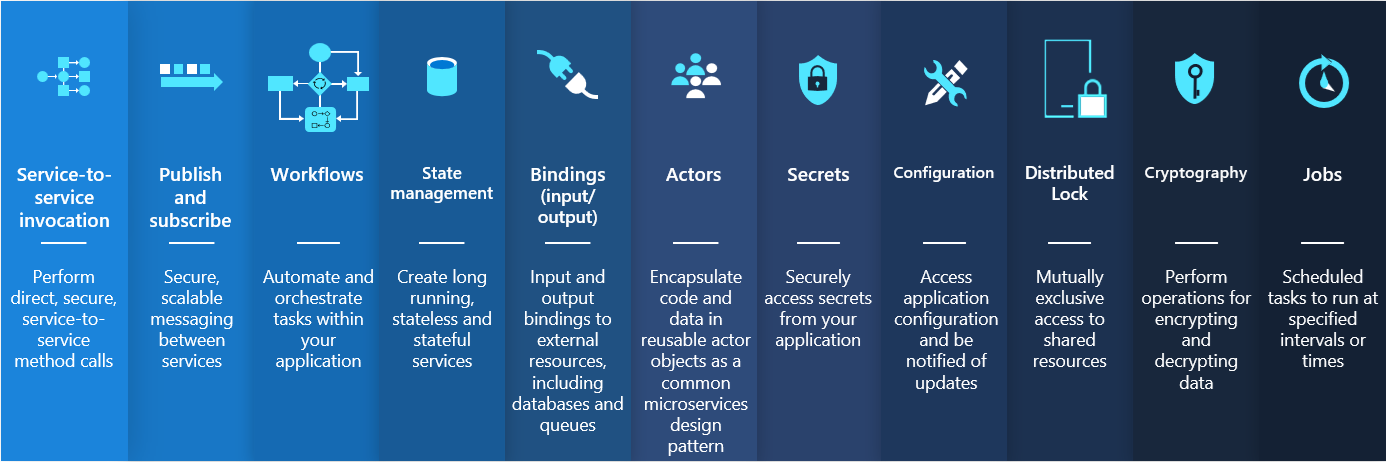 Service-to-
service
invocation
Perform
direct, secure,
service-to-
service
method calls
Publish
and
subscribe
Secure,
scalable
messaging
between
services
Workflows
Automate and
orchestrate
tasks within
your
application
State
management
Create long
running,
stateless and
stateful
services
Bindings
(input/
output)
Input and
output
bindings to
external
resources,
including
databases and
queues
Actors
Encapsulate
code and
data in
reusable actor
objects as a
common
microservices
design
pattern
Secrets
Securely
access secrets
from your
application
Configuration
Access
application
configuration
and be
notified of
updates
Distributed
Lock
Mutually
exclusive
access to
shared
resources
Cryptography
Perform
operations for
encrypting
and
decrypting
data
Jobs
Scheduled
tasks to run at
specified
intervals or
times